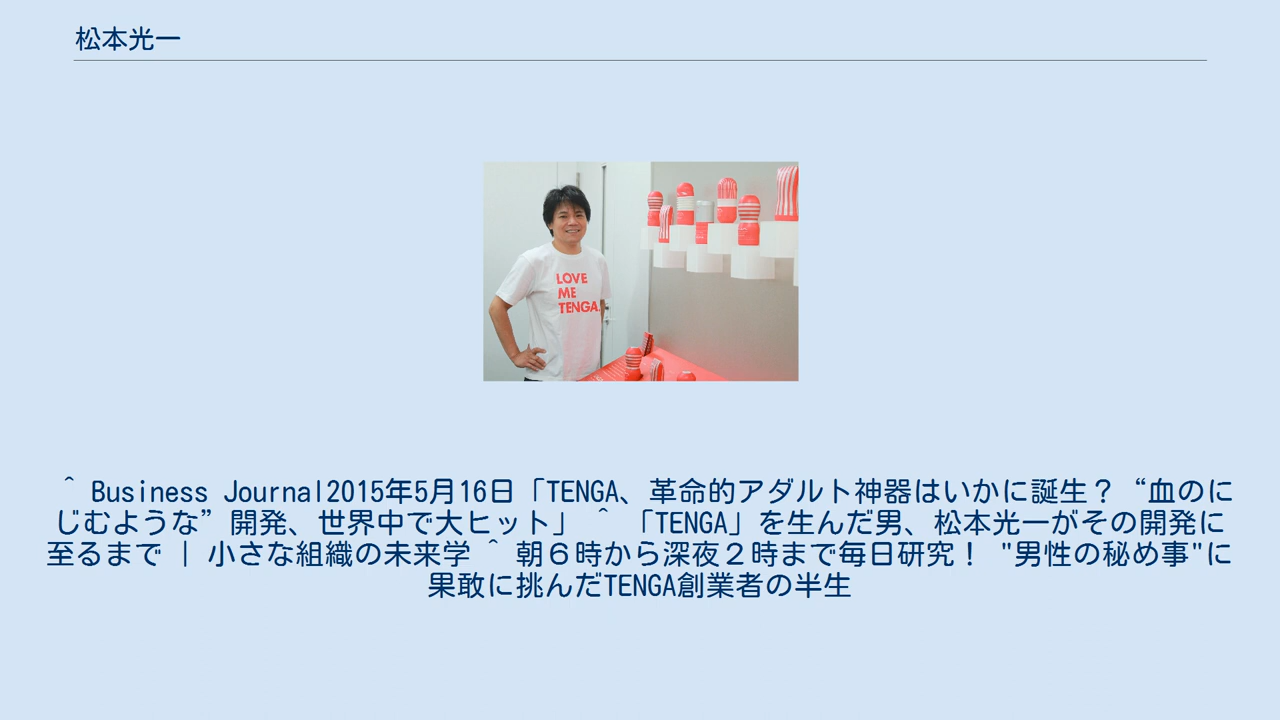 松本光一
LOVE
ME
TENGA.
^ Business Journal2015年5月16日「TENGA、革命的アダルト神器はいかに誕生？“血のに
じむような”開発、世界中で大ヒット」 ^ 「TENGA」を生んだ男、松本光一がその開発に
至るまで | 小さな組織の未来学 ^ 朝６時から深夜２時まで毎日研究！ "男性の秘め事"に
果敢に挑んだTENGA創業者の半生